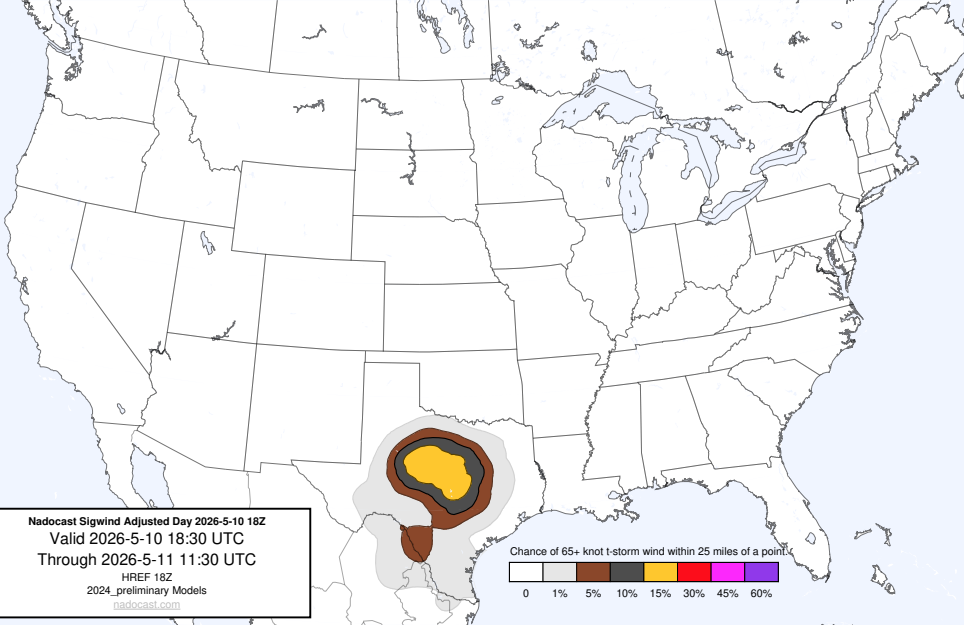 Nadocast Sigwind Adjusted Day 2026-5-10 18Z
Valid 2026-5-10 18:30 UTC
Through 2026-5-11 11:30 UTC
HREF 18Z
2024_preliminary Models
nadocast.com
Chance of 65+ knot t-storm wind within 25 miles of a point.
0 1% 5% 10% 15% 30% 45% 60%